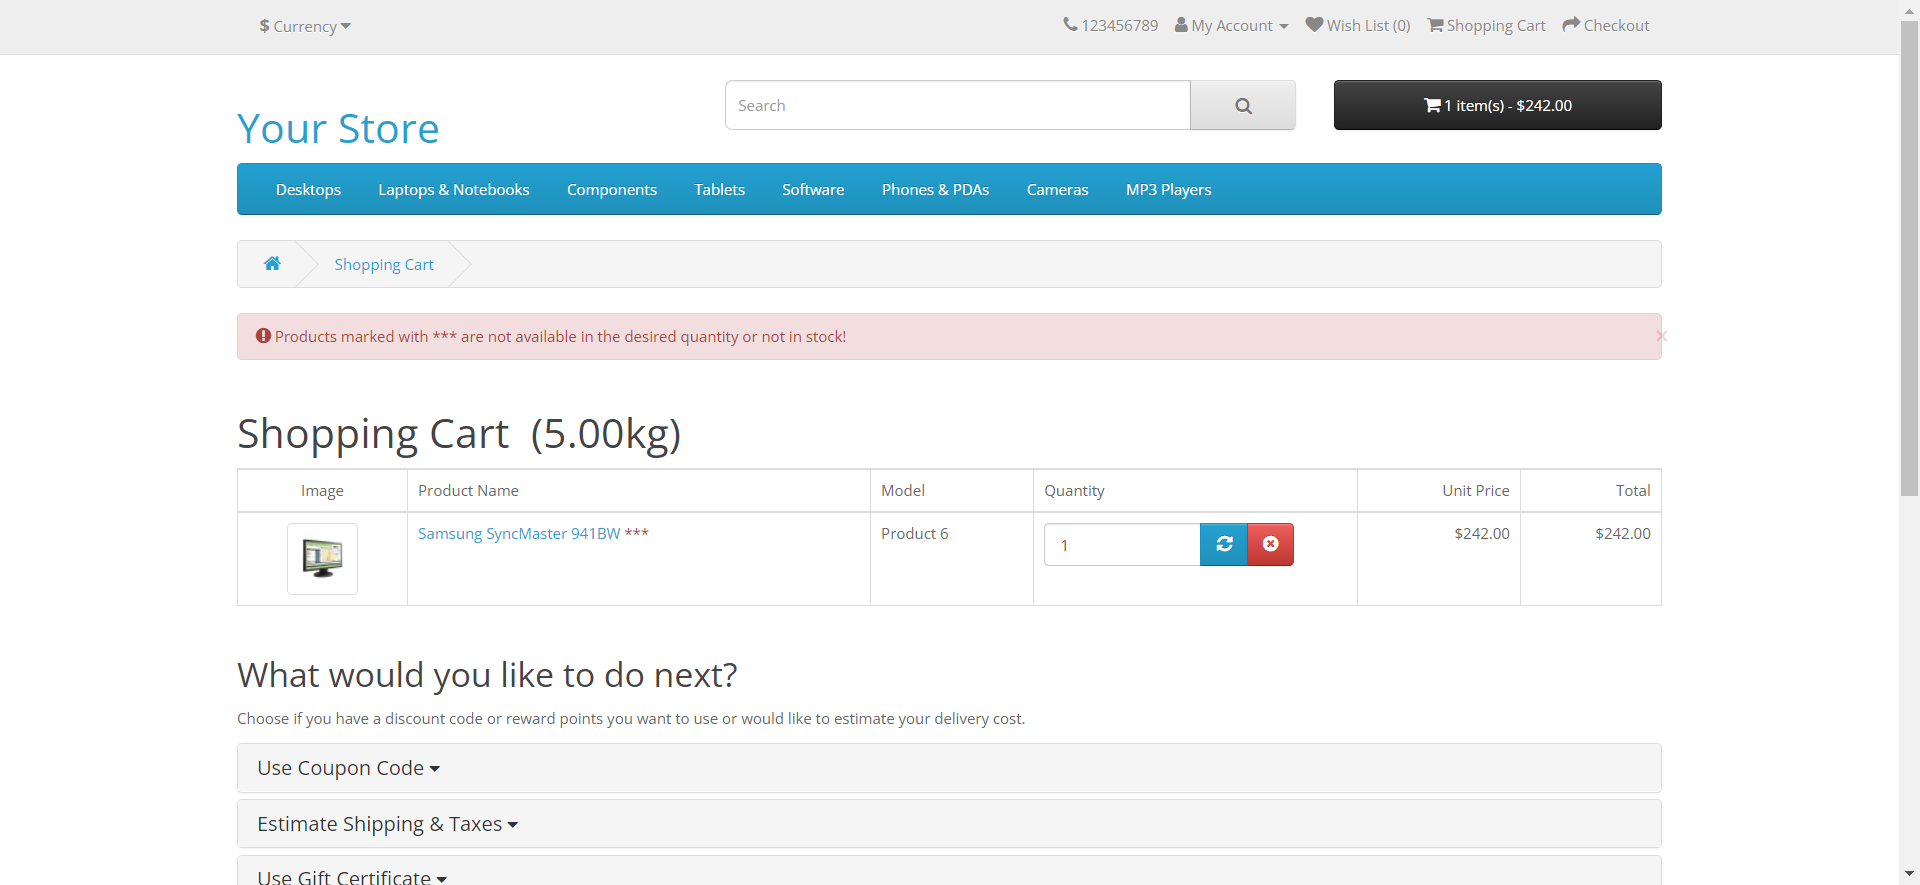 $ Currency
123456789 My Account Wish List (0) Shopping Cart Checkout
Your Store
Search
1 item(s) - $242.00
Desktops Laptops & Notebooks Components Tablets Software Phones & PDAs Cameras MP3 Players
Shopping Cart
Products marked with *** are not available in the desired quantity or not in stock!
×
Shopping Cart (5.00kg)
Image Product Name Model Quantity Unit Price Total
Samsung SyncMaster 941BW *** Product 6 1 $242.00 $242.00
What would you like to do next?
Choose if you have a discount code or reward points you want to use or would like to estimate your delivery cost.
Use Coupon Code
Estimate Shipping & Taxes
Use Gift Certificate